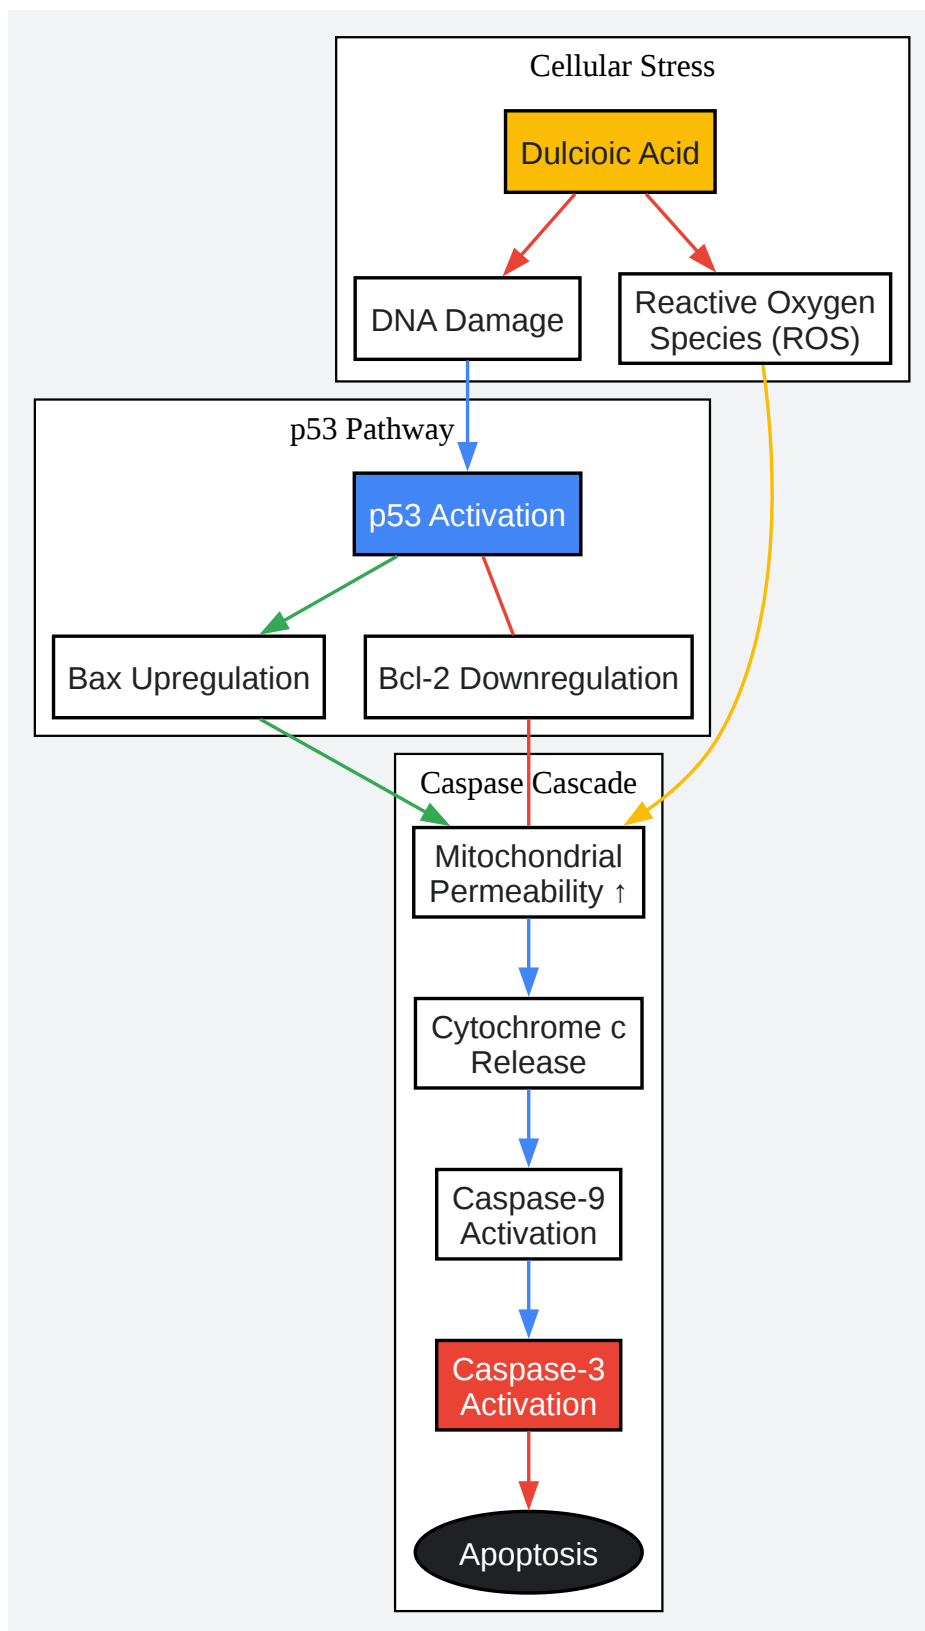 Cellular Stress
Dulcioic Acid
DNA Damage
Reactive Oxygen
Species (ROS)
p53 Pathway
p53 Activation
Bax Upregulation
Bcl-2 Downregulation
Caspase Cascade
Mitochondrial
Permeability ↑
Cytochrome c
Release
Caspase-9
Activation
Caspase-3
Activation
Apoptosis